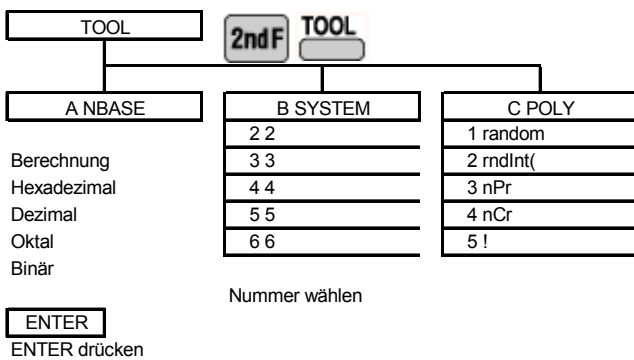 TOOL
2ndF TOOL
A NBASE
Berechnung
Hexadezimal
Dezimal
Oktal
Binär
ENTER
ENTER drücken
B SYSTEM
2 2
3 3
4 4
5 5
6 6
Nummer wählen
C POLY
1 random
2 rndInt(
3 nPr
4 nCr
5 !